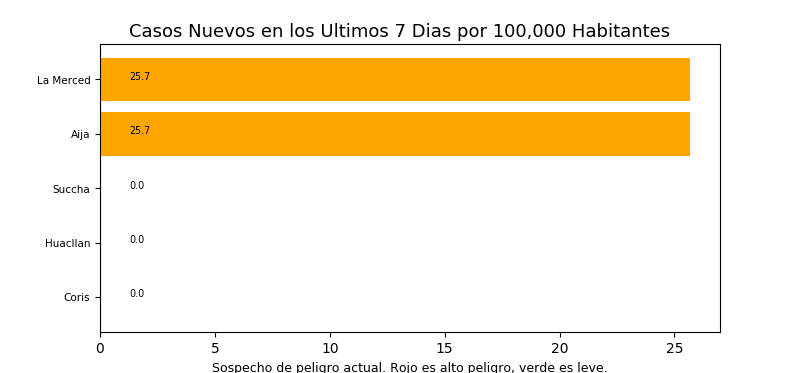 Casos Nuevos en los Ultimos 7 Dias por 100,000 Habitantes
La Merced 25.7
Aija 25.7
Succha 0.0
Huacllan 0.0
Coris 0.0
0 5 10 15 20 25
Sospecho de peligro actual. Rojo es alto peligro, verde es leve.